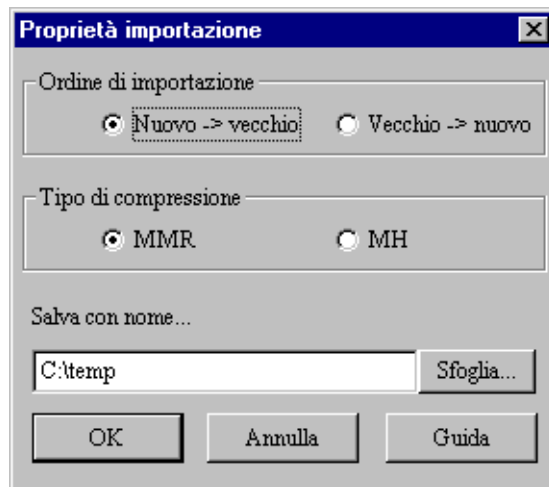 Proprietà importazione
Ordine di importazione
Nuovo -> vecchio Vecchio -> nuovo
Tipo di compressione
MMR MH
Salva con nome...
C:\temp Sfoglia...
OK Annulla Guida